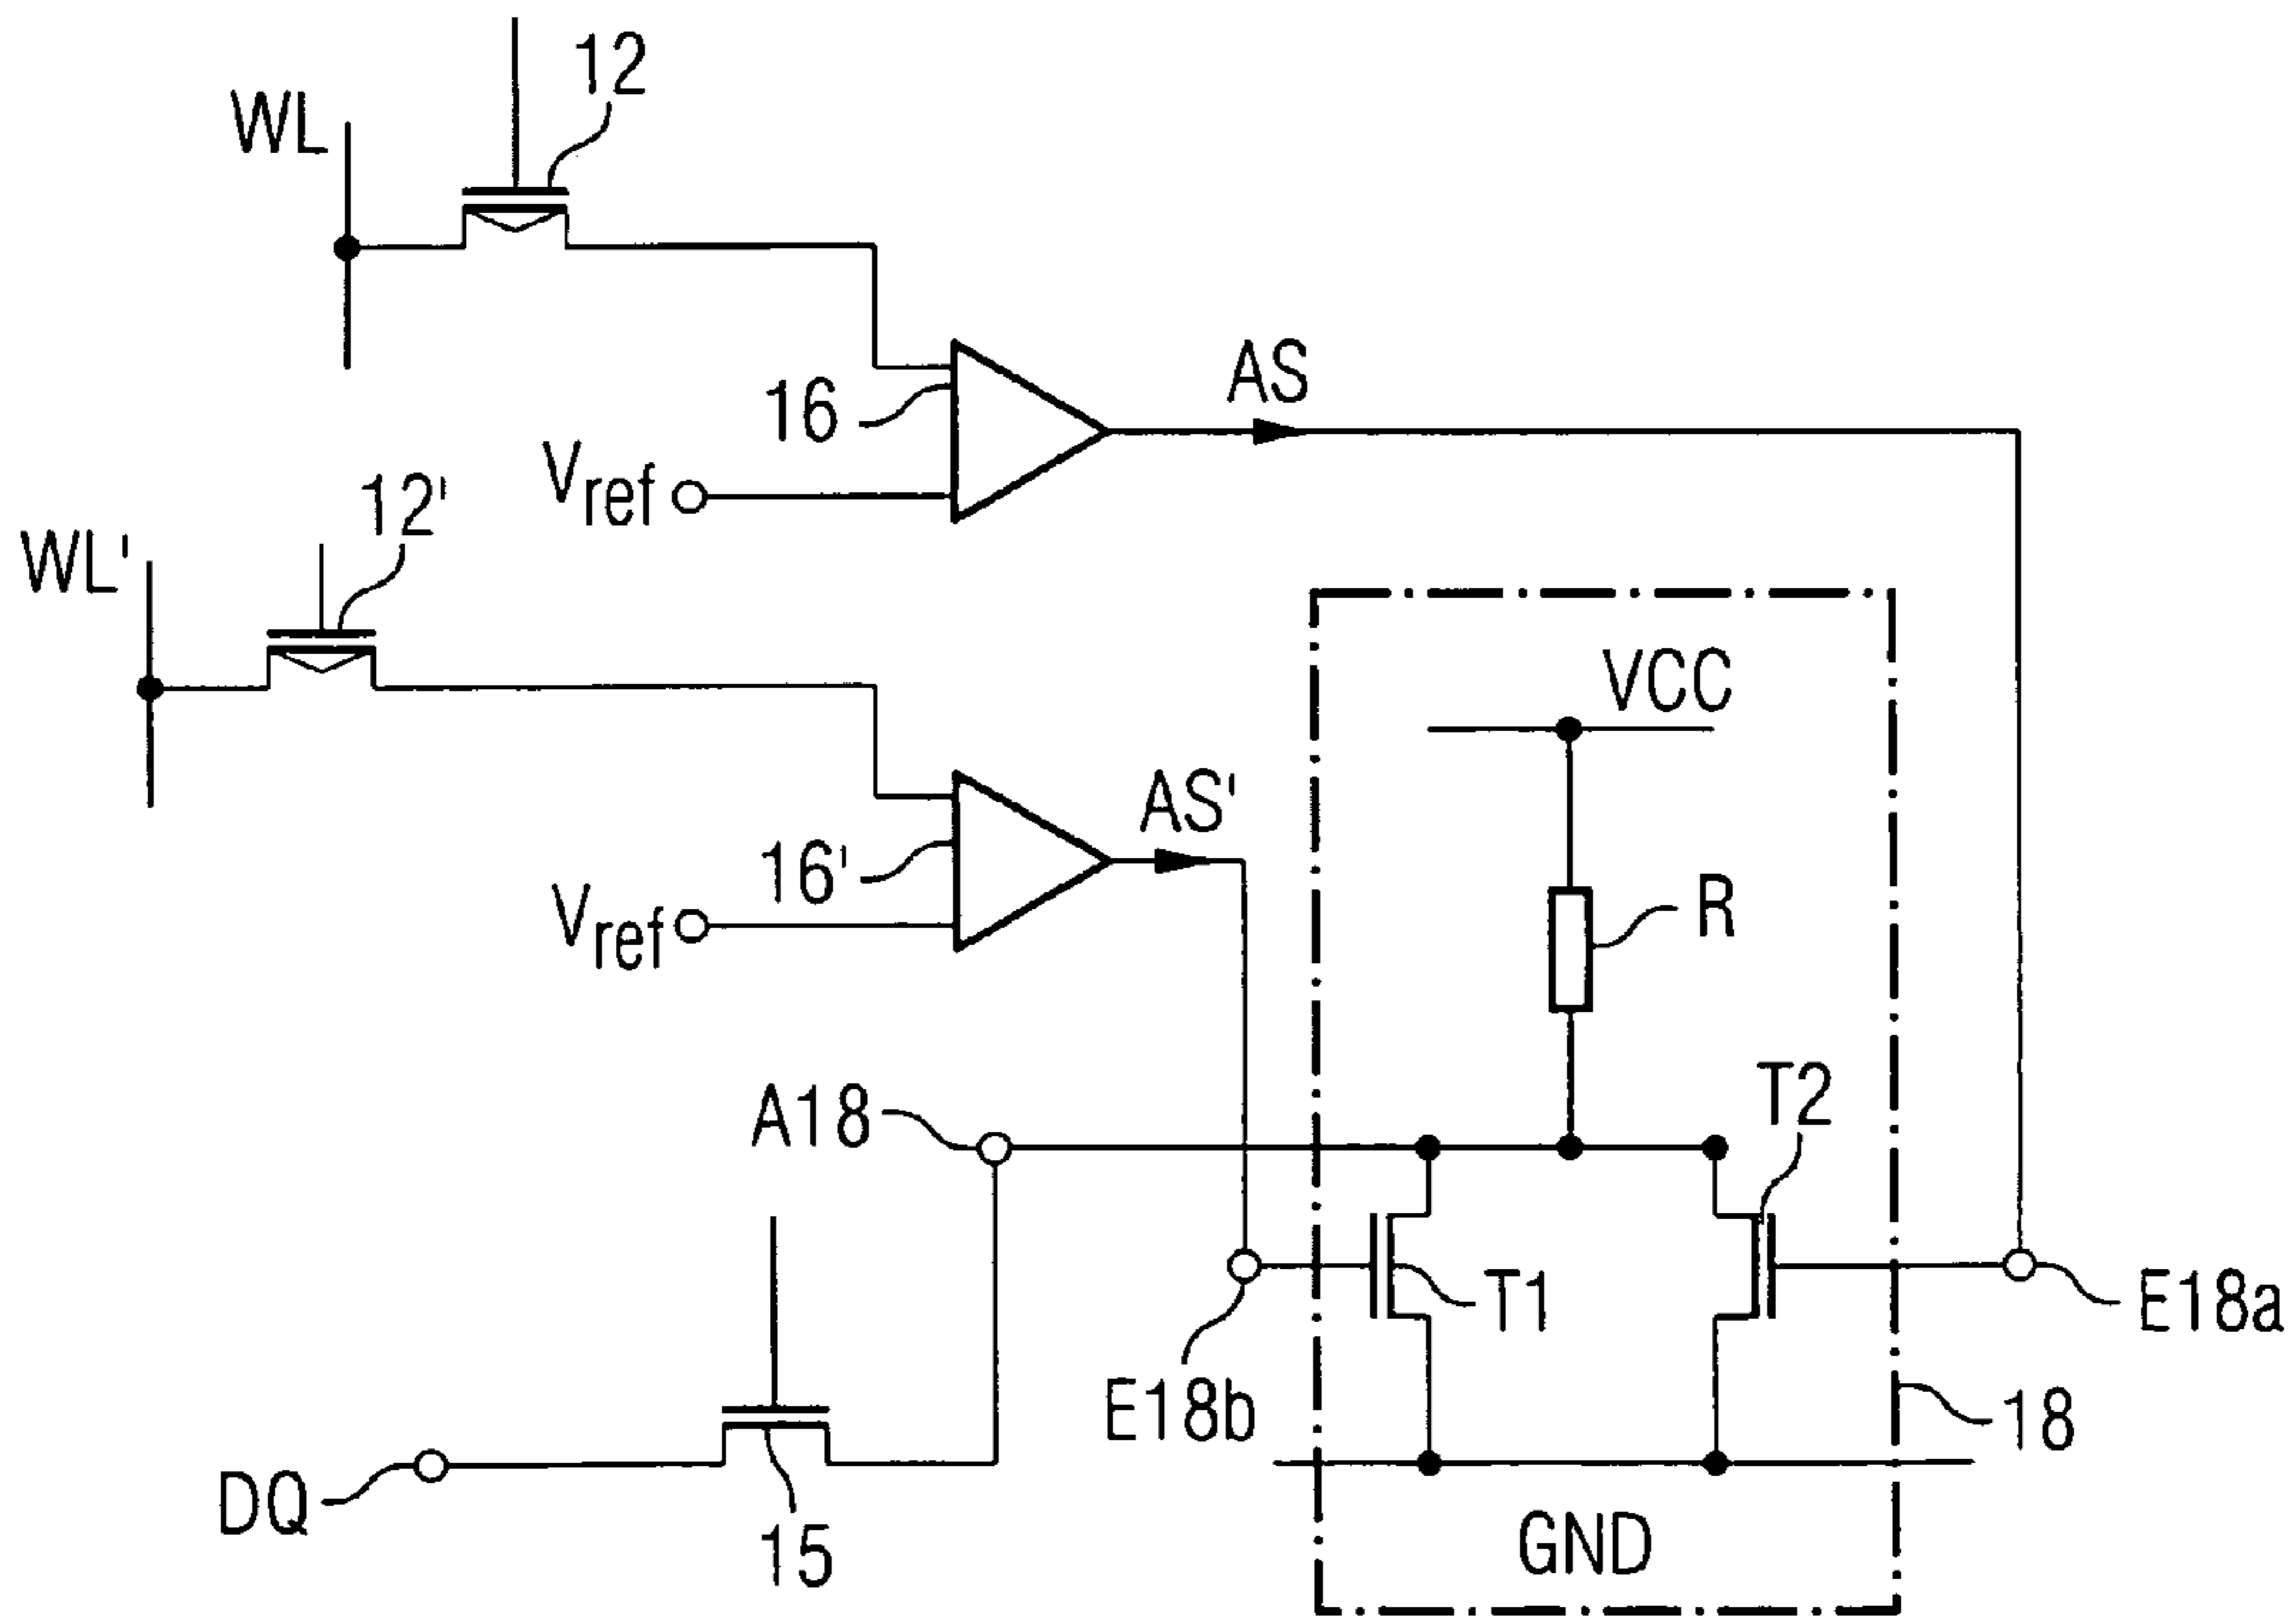 12
WL
AS
16
Vref
12'
WL'
VCC
AS'
16'
R
Vref
T2
A18
T1
E18a
E18b
18
DQ
15
GND